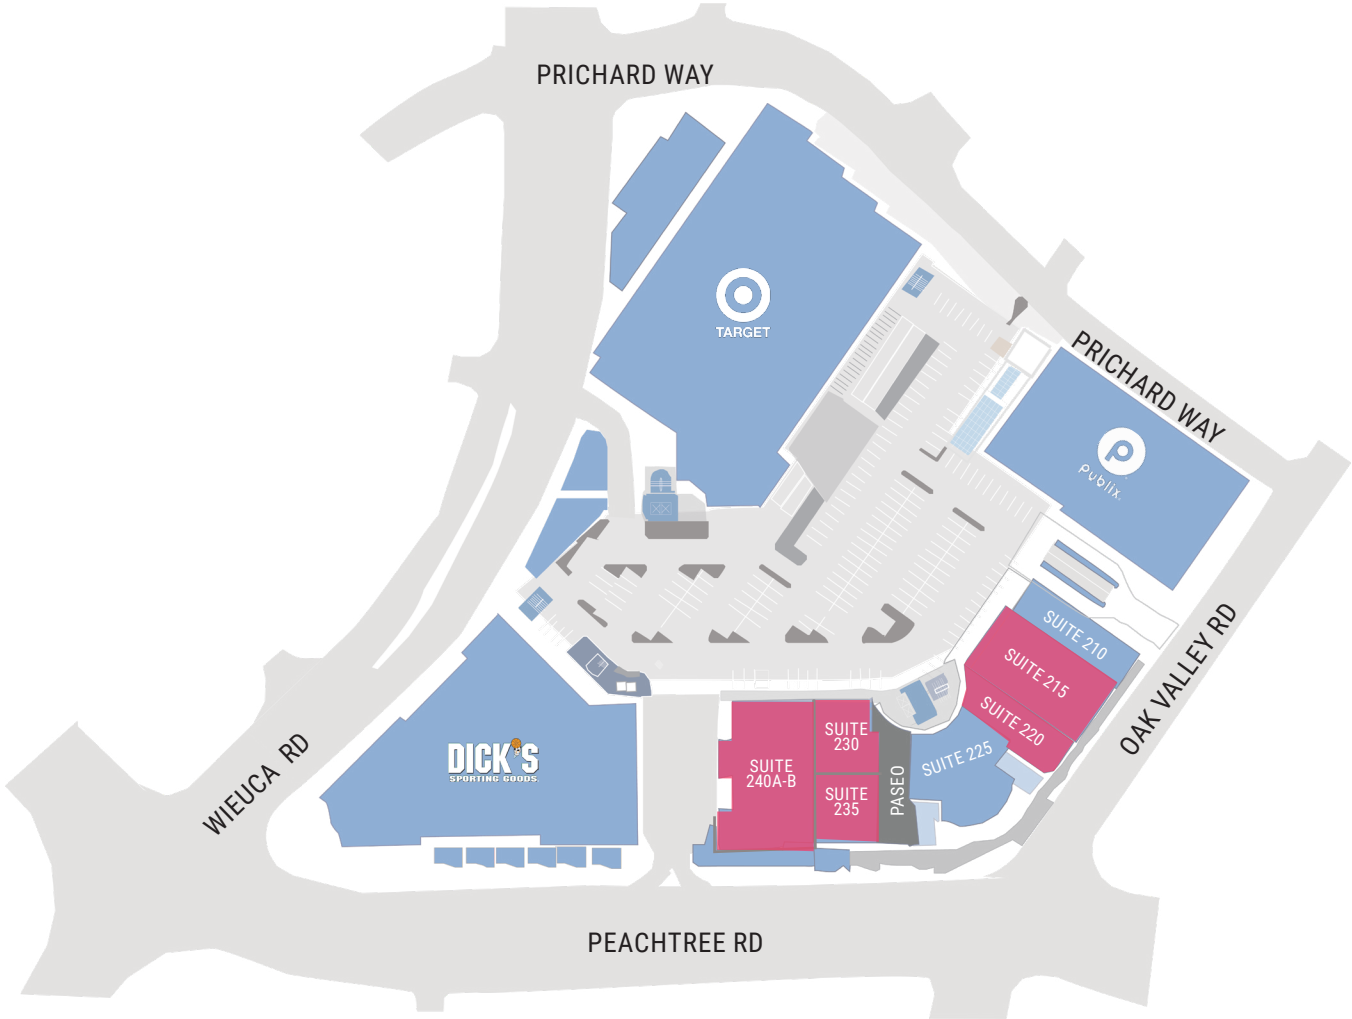 PRICHARD WAY
TARGET
PRICHARD WAY
Publix.
SUITE 210
SUITE 215
SUITE 220
SUITE 225
OAK VALLEY RD
DICK'S
SPORTING GOODS.
WIEUCA RD
SUITE
230
SUITE
240A-B
SUITE
235
PASEO
PEACHTREE RD